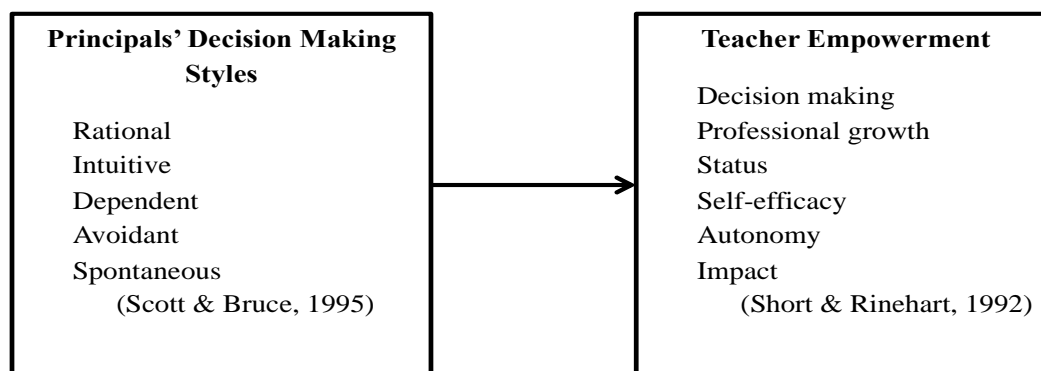 Principals’ Decision Making
Styles
Rational
Intuitive
Dependent
Avoidant
Spontaneous
(Scott & Bruce, 1995)
Teacher Empowerment
Decision making
Professional growth
Status
Self-efficacy
Autonomy
Impact
(Short & Rinehart, 1992)